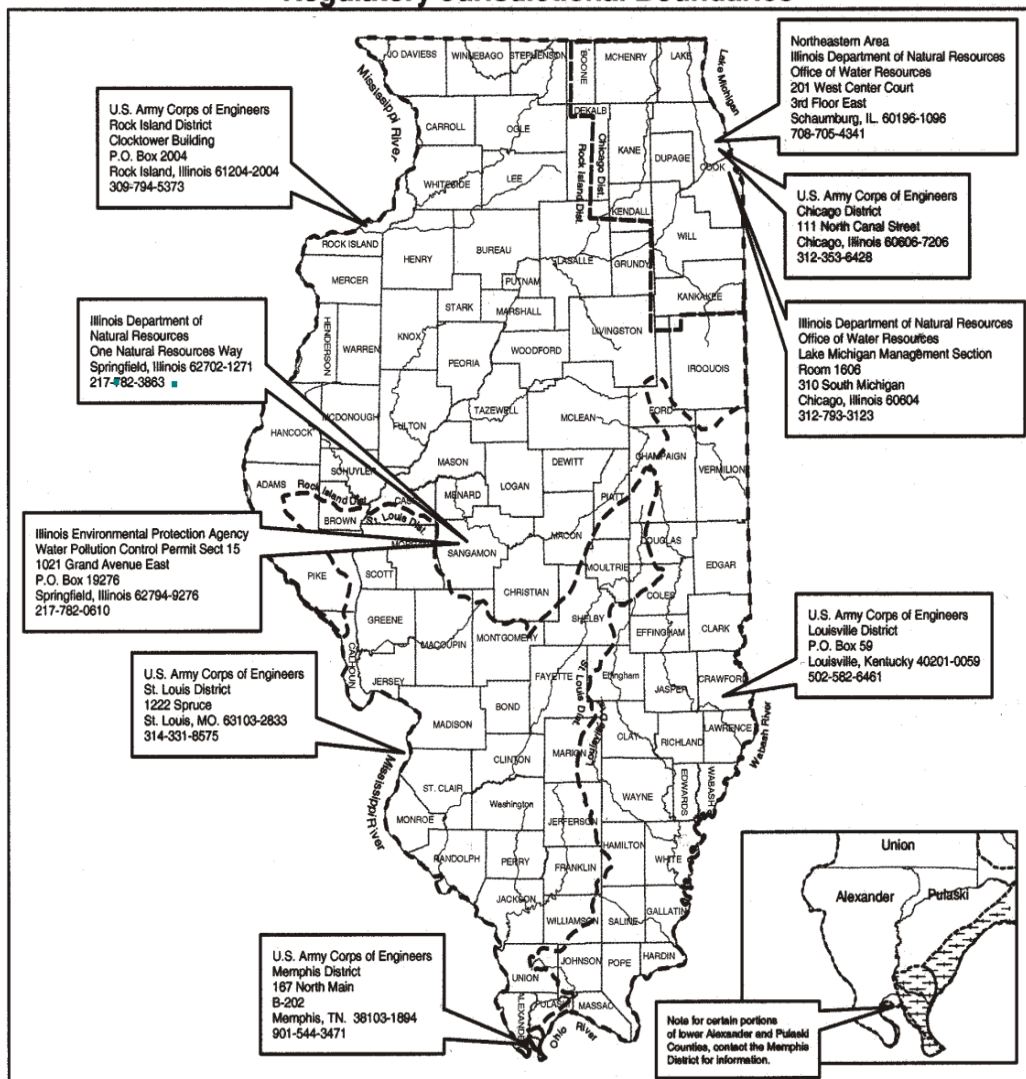 U.S. Army Corps of Engineers
Rock Island District
Clocktower Building
P.O. Box 2004
Rock Island, Illinois 61204-2004
309-794-5373
Northeastern Area
Illinois Department of Natural Resources
Office of Water Resources
201 West Center Court
3rd Floor East
Schaumburg, IL. 60196-1096
708-705-4341
U.S. Army Corps of Engineers
Chicago District
111 North Canal Street
Chicago, Illinois 60606-7206
312-353-6428
Illinois Department of Natural Resources
Office of Water Resources
Lake Michigan Management Section
Room 1606
310 South Michigan
Chicago, Illinois 60604
312-793-3123
Illinois Department of
Natural Resources
One Natural Resources Way
Springfield, Illinois 62702-1271
217-782-3863
Illinois Environmental Protection Agency
Water Pollution Control Permit Sect 15
1021 Grand Avenue East
P.O. Box 19276
Springfield, Illinois 62794-9276
217-782-0610
U.S. Army Corps of Engineers
St. Louis District
1222 Spruce
St. Louis, MO. 63103-2833
314-331-8575
U.S. Army Corps of Engineers
Louisville District
P.O. Box 59
Louisville, Kentucky 40201-0059
502-582-6461
U.S. Army Corps of Engineers
Memphis District
167 North Main
B-202
Memphis, TN. 38103-1894
901-544-3471
JO DAVIESS
WINNEBAGO
STEPHENSON
BOONE
MCHENRY
LAKE
Lake Michigan
Mississippi River
CARROLL
OGLE
DEKALB
KANE
DUPAGE
COOK
Chicago Dist.
Rock Island Dist.
WHITESIDE
LEE
KENDALL
WILL
ROCK ISLAND
HENRY
BUREAU
LASALLE
GRUNDY
MERCER
PUTNAM
KANKAKEE
STARK
MARSHALL
LIVINGSTON
HENDERSON
WARREN
KNOX
PEORIA
WOODFORD
IROQUOIS
MCDONOUGH
FULTON
TAZEWELL
MCLEAN
FORD
HANCOCK
SCHUYLER
MASON
DEWITT
CHAMPAIGN
VERMILION
ADAMS
Rock Island Dist.
St. Louis Dist.
BROWN
MENARD
LOGAN
PIATT
SANGAMON
MACON
DOUGLAS
EDGAR
PIKE
SCOTT
CHRISTIAN
MOULTRIE
COLES
GREENE
MACOUPIN
MONTGOMERY
SHELBY
EFFINGHAM
CLARK
CALHOUN
JERSEY
FAYETTE
St. Louis Dist.
Louisville Dist.
Effingham
JASPER
CRAWFORD
BOND
MADISON
CLAY
RICHLAND
LAWRENCE
Wabash River
Mississippi River
CLINTON
MARION
ST. CLAIR
Washington
WAYNE
EDWARDS
WABASH
MONROE
JEFFERSON
RANDOLPH
PERRY
HAMILTON
WHITE
FRANKLIN
JACKSON
WILLIAMSON
SALINE
GALLATIN
UNION
JOHNSON
POPE
HARDIN
ALEXANDER
PULASKI
MASSAC
Ohio River
Union
Alexander
Pulaski
Note for certain portions
of lower Alexander and Pulaski
Counties, contact the Memphis
District for information.